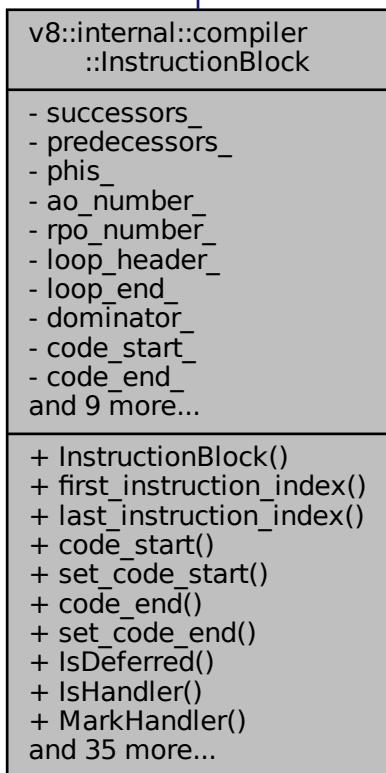 v8::internal::compiler
::InstructionBlock
- successors_
- predecessors_
- phis_
- ao_number_
- rpo_number_
- loop_header_
- loop_end_
- dominator_
- code_start_
- code_end_
and 9 more...
+ InstructionBlock()
+ first_instruction_index()
+ last_instruction_index()
+ code_start()
+ set_code_start()
+ code_end()
+ set_code_end()
+ IsDeferred()
+ IsHandler()
+ MarkHandler()
and 35 more...